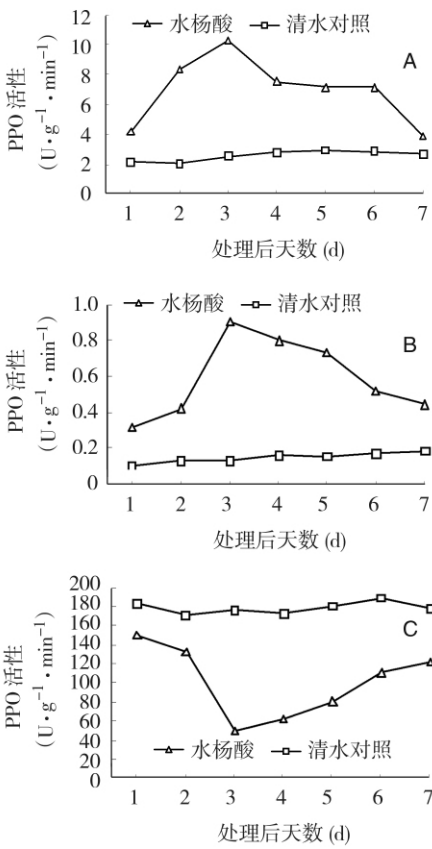 12
水杨酸 清水对照
10
A
8
6
4
2
0
PPO 活性
(U·g⁻¹·min⁻¹)
1 2 3 4 5 6 7
处理后天数 (d)
1.0
水杨酸 清水对照
0.8
B
0.6
0.4
0.2
0
PPO 活性
(U·g⁻¹·min⁻¹)
1 2 3 4 5 6 7
处理后天数 (d)
200
180
160
C
140
120
100
80
60
40
水杨酸 清水对照
20
0
PPO 活性
(U·g⁻¹·min⁻¹)
1 2 3 4 5 6 7
处理后天数 (d)